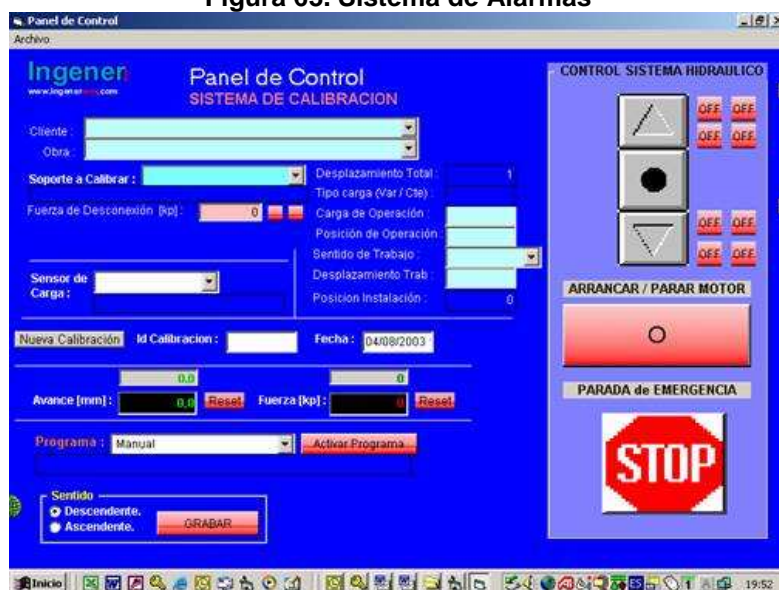 Figura 65. Sistema de Alarmas
Panel de Control
Archivo
Ingener
Panel de Control
SISTEMA DE CALIBRACION
Cliente :
Obra :
Soporte a Calibrar :
Fuerza de Desconexión [kp] : 0
Desplazamiento Total : 1
Tipo carga (Var / Cte) :
Carga de Operación :
Posición de Operación
Sentido de Trabajo :
Desplazamiento Trab :
Posicion Instalación : 0
Sensor de
Carga :
Nueva Calibración Id Calibracion : Fecha : 04/08/2003
0,0 0
Avance [mm] : 0,0 Reset Fuerza [kp] : 0 Reset
Programa : Manual Activar Programa
Sentido
Descendente.
Ascendente.
GRABAR
CONTROL SISTEMA HIDRAULICO
OFF OFF
OFF OFF
OFF OFF
OFF OFF
ARRANCAR / PARAR MOTOR
PARADA de EMERGENCIA
STOP
Inicio ES 19:52